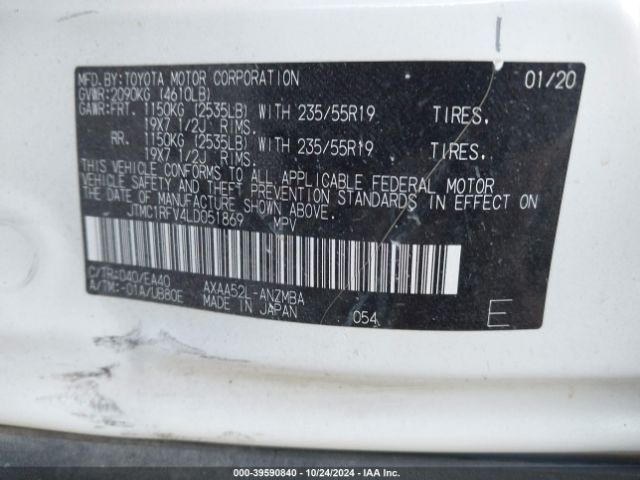 MFD.BY:TOYOTA MOTOR CORPORATION 01/20
GVWR:2090KG (4610LB)
GAWR:FRT. 1150KG (2535LB) WITH 235/55R19 TIRES.
19X7 1/2J RIMS.
RR. 1150KG (2535LB) WITH 235/55R19 TIRES.
19X7 1/2J RIMS.
THIS VEHICLE CONFORMS TO ALL APPLICABLE FEDERAL MOTOR
VEHICLE SAFETY AND THEFT PREVENTION STANDARDS IN EFFECT ON
THE DATE OF MANUFACTURE SHOWN ABOVE.
JTMC1RFV4LD051869 MPV
C/TR:040/EA40 AXAA52L-ANZMBA
A/TM:-01A/UB80E MADE IN JAPAN 054 E
000-39590840 - 10/24/2024 - IAA Inc.